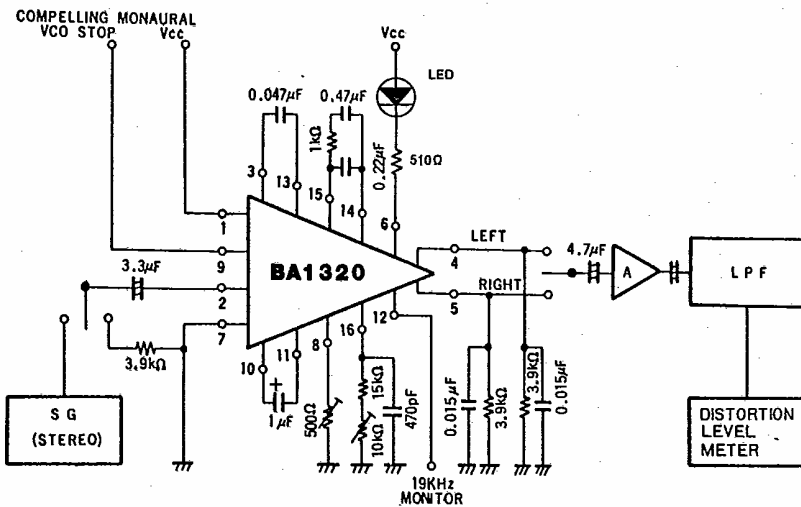 COMPELLING MONAURAL
VCO STOP
Vcc
Vcc
LED
0.047µF
0.47µF
1kΩ
0.22µF
510Ω
3
13
15
14
6
1
9
2
7
BA1320
4
LEFT
5
RIGHT
12
4.7µF
A
LPF
3.3µF
3.9kΩ
10
11
8
16
+
1µF
500Ω
15kΩ
10kΩ
470pF
0.015µF
3.9kΩ
3.9kΩ
0.015µF
SG
(STEREO)
19KHz
MONITOR
DISTORTION
LEVEL
METER